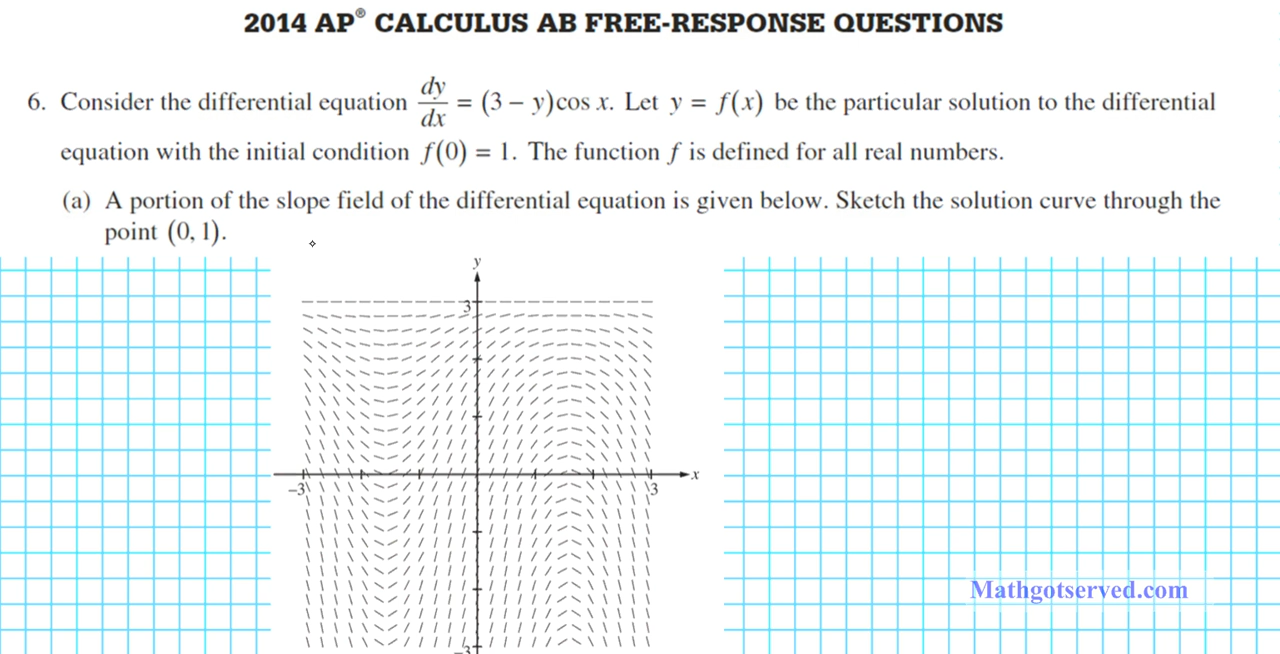 2014 AP® CALCULUS AB FREE-RESPONSE QUESTIONS
6. Consider the differential equation dy/dx = (3 – y)cos x. Let y = f(x) be the particular solution to the differential
equation with the initial condition f(0) = 1. The function f is defined for all real numbers.
(a) A portion of the slope field of the differential equation is given below. Sketch the solution curve through the
point (0, 1).
y
3
x
–3
3
–3
Mathgotserved.com